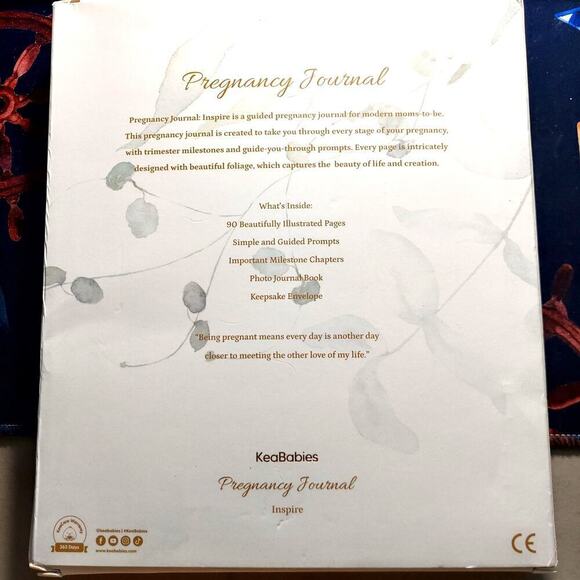 Pregnancy Journal
Pregnancy Journal: Inspire is a guided pregnancy journal for modern moms-to-be.
This pregnancy journal is created to take you through every stage of your pregnancy,
with trimester milestones and guide-you-through prompts. Every page is intricately
designed with beautiful foliage, which captures the beauty of life and creation.
What's Inside:
90 Beautifully Illustrated Pages
Simple and Guided Prompts
Important Milestone Chapters
Photo Journal Book
Keepsake Envelope
"Being pregnant means every day is another day
closer to meeting the other love of my life."
KeaBabies
Pregnancy Journal
Inspire
KeaCare Warranty
365 Days
@keababies | #KeaBabies
www.keababies.com
CE